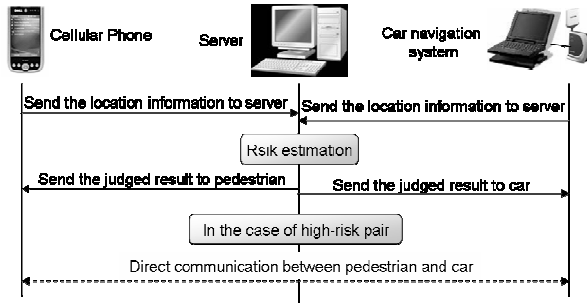 Cellular Phone
Server
Car navigation
system
Send the location information to server
Send the location information to server
Rsik estimation
Send the judged result to pedestrian
Send the judged result to car
In the case of high-risk pair
Direct communication between pedestrian and car